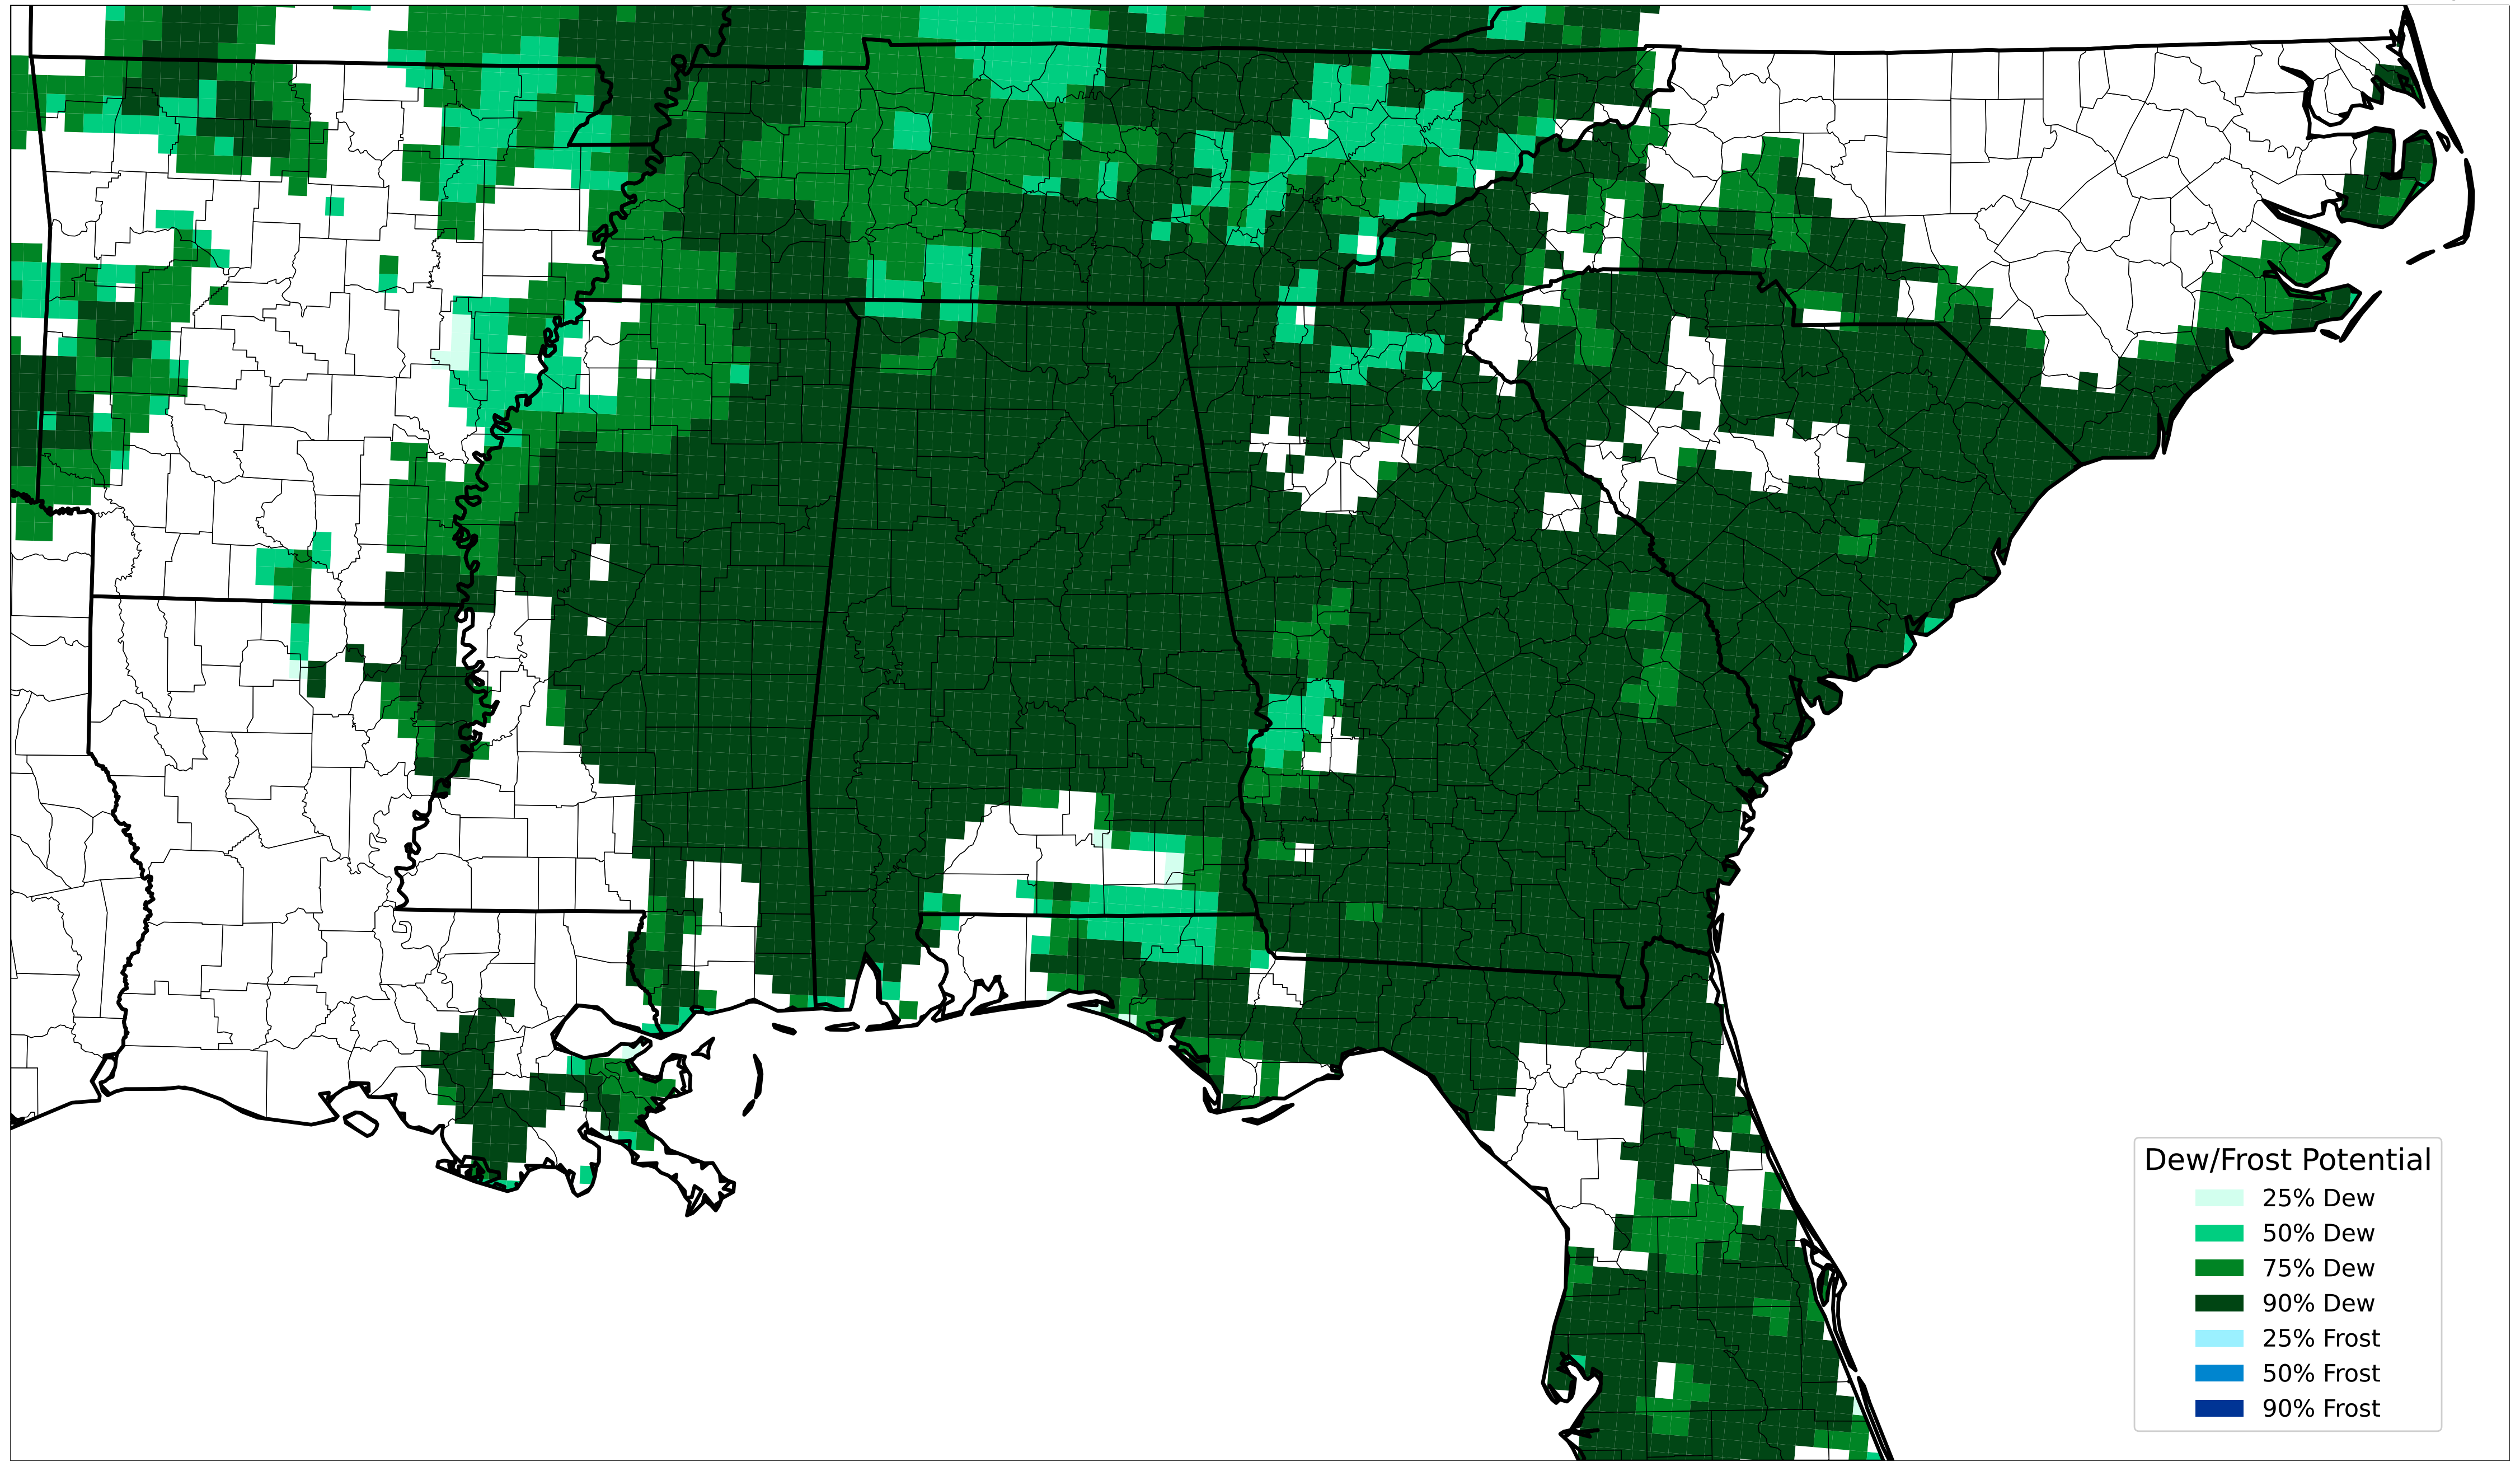 Dew/Frost Potential
25% Dew
50% Dew
75% Dew
90% Dew
25% Frost
50% Frost
90% Frost